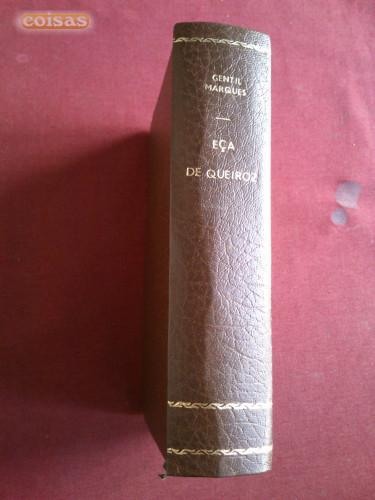 coisas
GENTIL
MARQUES
EÇA
DE QUEIROZ